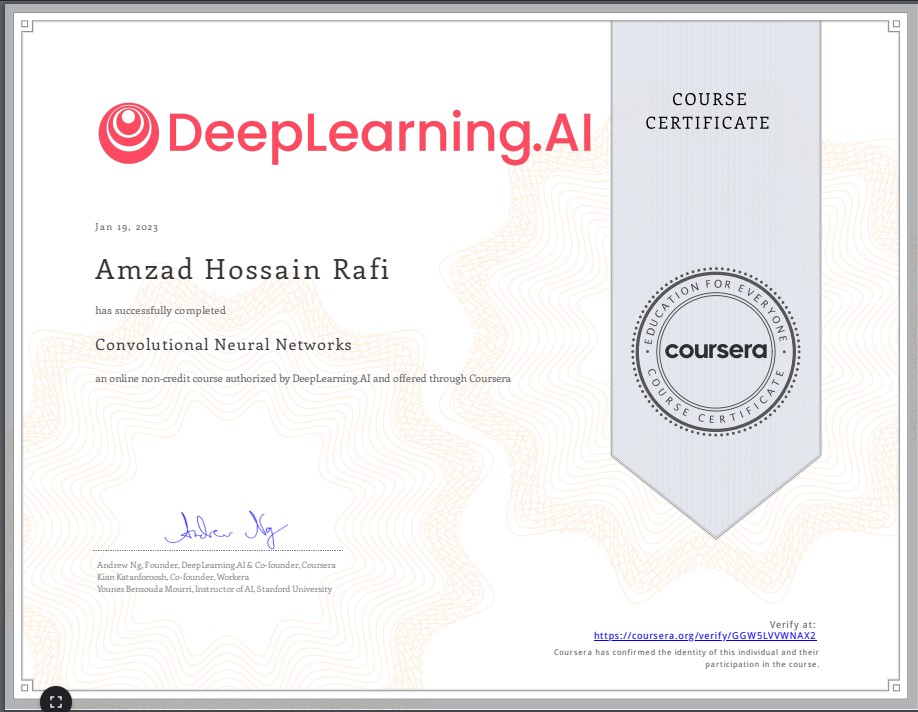 DeepLearning.AI
COURSE
CERTIFICATE
Jan 19, 2023
Amzad Hossain Rafi
has successfully completed
Convolutional Neural Networks
an online non-credit course authorized by DeepLearning.AI and offered through Coursera
EDUCATION FOR EVERYONE
coursera
COURSE CERTIFICATE
Andrew Ng
Andrew Ng, Founder, DeepLearning.AI & Co-founder, Coursera
Kian Katanforoosh, Co-founder, Workera
Younes Bensouda Mourri, Instructor of AI, Stanford University
Verify at:
https://coursera.org/verify/GGW5LVVWNAX2
Coursera has confirmed the identity of this individual and their
participation in the course.